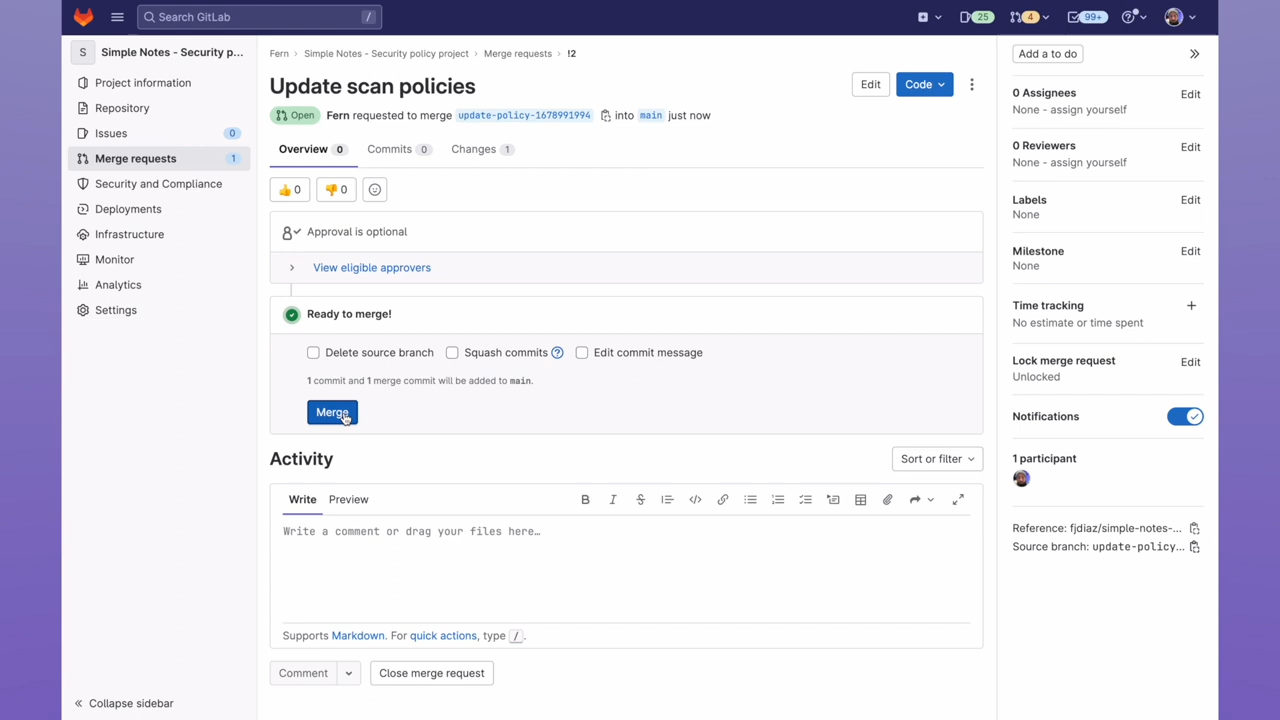 Search GitLab
/
25
4
99+
S
Simple Notes - Security p...
Project information
Repository
Issues
0
Merge requests
1
Security and Compliance
Deployments
Infrastructure
Monitor
Analytics
Settings
Collapse sidebar
Fern
Simple Notes - Security policy project
Merge requests
!2
Update scan policies
Edit
Code
Open
Fern requested to merge update-policy-1678991994 into main just now
Overview 0
Commits 0
Changes 1
👍 0
👎 0
Approval is optional
View eligible approvers
Ready to merge!
Delete source branch
Squash commits
Edit commit message
1 commit and 1 merge commit will be added to main.
Merge
Activity
Sort or filter
Write
Preview
Write a comment or drag your files here…
Supports Markdown. For quick actions, type /.
Comment
Close merge request
Add a to do
0 Assignees
Edit
None - assign yourself
0 Reviewers
Edit
None - assign yourself
Labels
Edit
None
Milestone
Edit
None
Time tracking
No estimate or time spent
Lock merge request
Edit
Unlocked
Notifications
1 participant
Reference: fjdiaz/simple-notes-...
Source branch: update-policy...